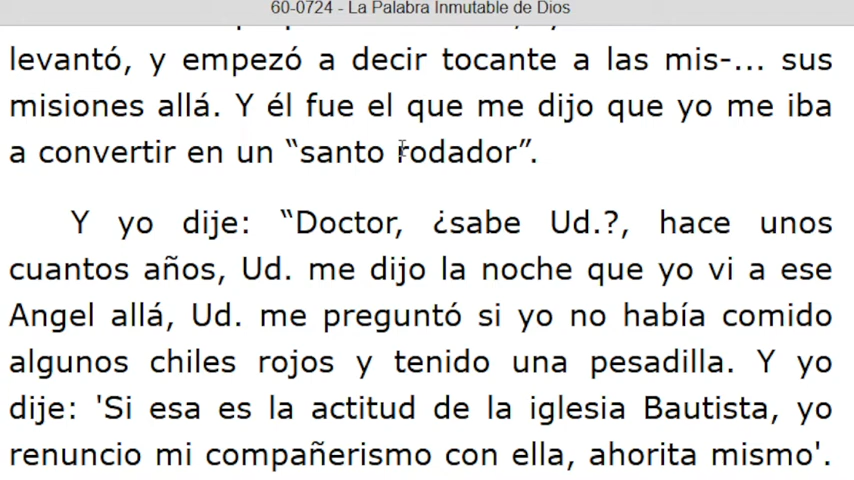 60-0724 - La Palabra Inmutable de Dios
levantó, y empezó a decir tocante a las mis-... sus
misiones allá. Y él fue el que me dijo que yo me iba
a convertir en un “santo rodador”.
Y yo dije: “Doctor, ¿sabe Ud.?, hace unos
cuantos años, Ud. me dijo la noche que yo vi a ese
Angel allá, Ud. me preguntó si yo no había comido
algunos chiles rojos y tenido una pesadilla. Y yo
dije: 'Si esa es la actitud de la iglesia Bautista, yo
renuncio mi compañerismo con ella, ahorita mismo'.